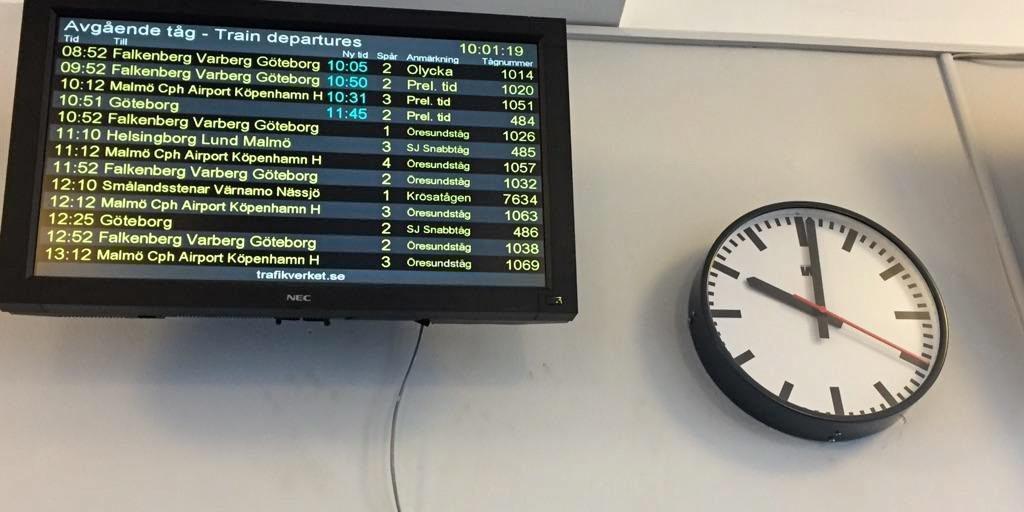 Avgående tåg - Train departures 10:01:19
Tid Till Ny tid Spår Anmärkning Tågnummer
08:52 Falkenberg Varberg Göteborg 10:05 2 Olycka 1014
09:52 Falkenberg Varberg Göteborg 10:50 2 Prel. tid 1020
10:12 Malmö Cph Airport Köpenhamn H 10:31 3 Prel. tid 1051
10:51 Göteborg 11:45 2 Prel. tid 484
10:52 Falkenberg Varberg Göteborg 1 Öresundståg 1026
11:10 Helsingborg Lund Malmö 3 SJ Snabbtåg 485
11:12 Malmö Cph Airport Köpenhamn H 4 Öresundståg 1057
11:52 Falkenberg Varberg Göteborg 2 Öresundståg 1032
12:10 Smålandsstenar Värnamo Nässjö 1 Krösatågen 7634
12:12 Malmö Cph Airport Köpenhamn H 3 Öresundståg 1063
12:25 Göteborg 2 SJ Snabbtåg 486
12:52 Falkenberg Varberg Göteborg 2 Öresundståg 1038
13:12 Malmö Cph Airport Köpenhamn H 3 Öresundståg 1069
trafikverket.se
NEC